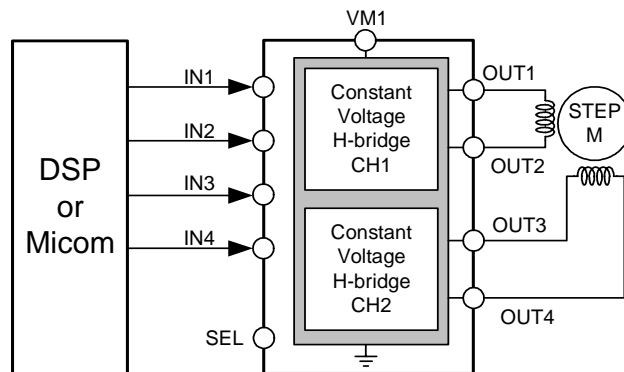 VM1
IN1
IN2
IN3
IN4
SEL
DSP
or
Micom
Constant
Voltage
H-bridge
CH1
Constant
Voltage
H-bridge
CH2
OUT1
OUT2
OUT3
OUT4
STEP
M